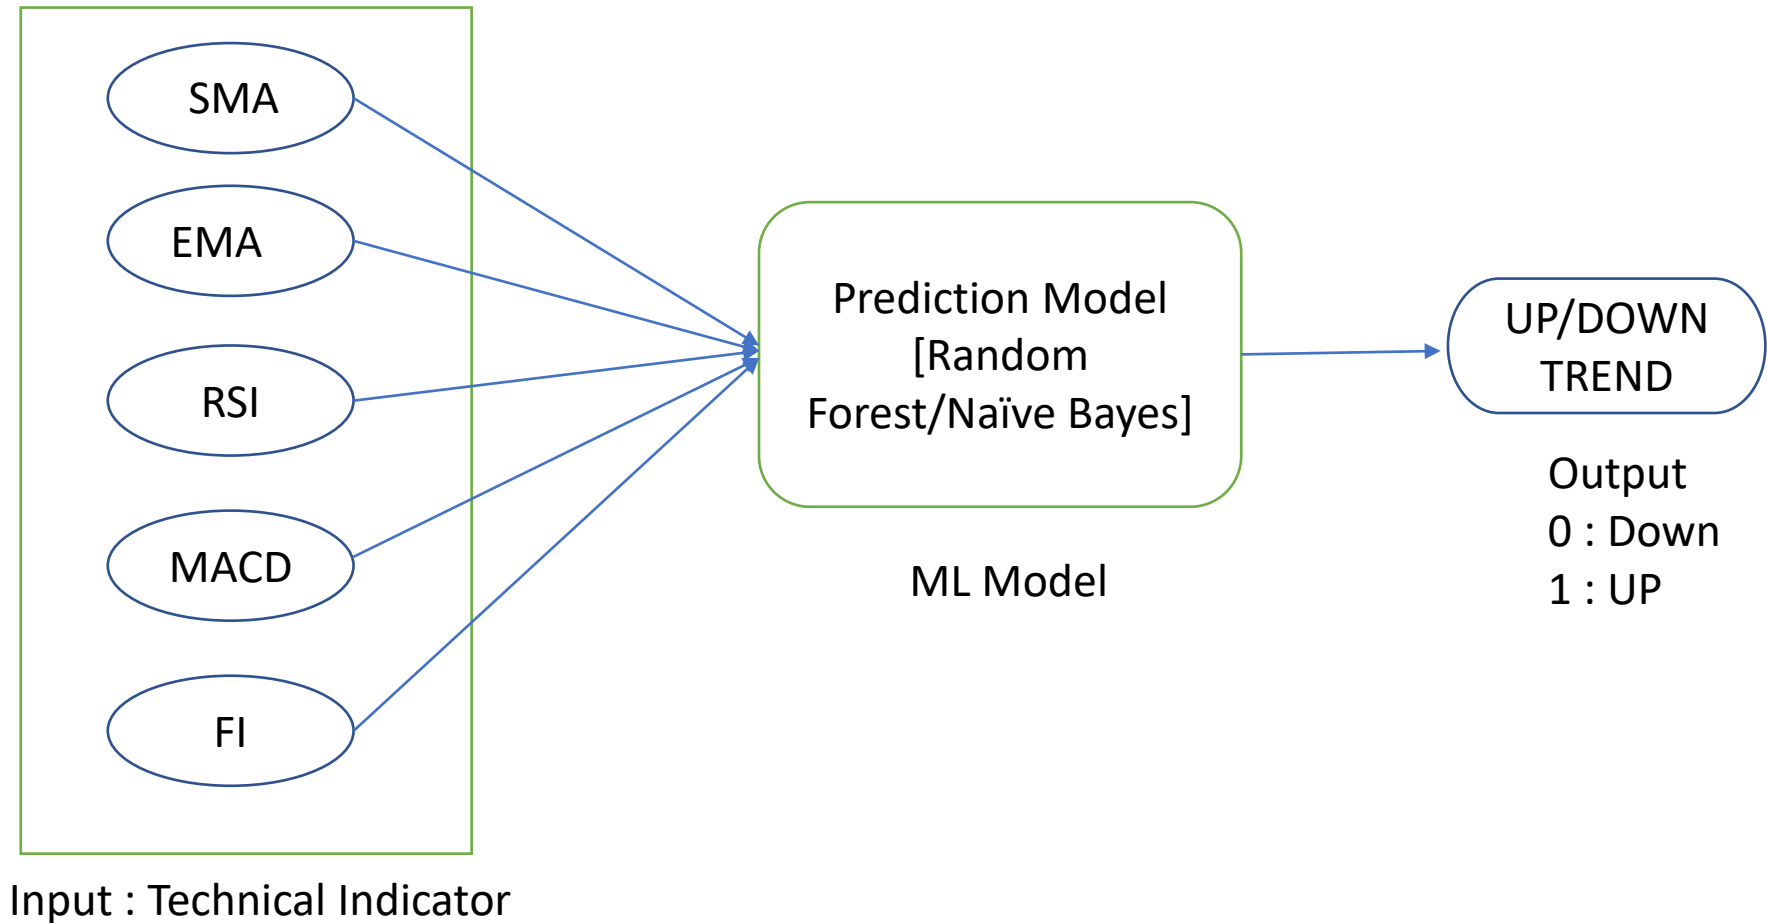 SMA
EMA
RSI
MACD
FI
Input : Technical Indicator
Prediction Model
[Random
Forest/Naïve Bayes]
ML Model
UP/DOWN
TREND
Output
0 : Down
1 : UP